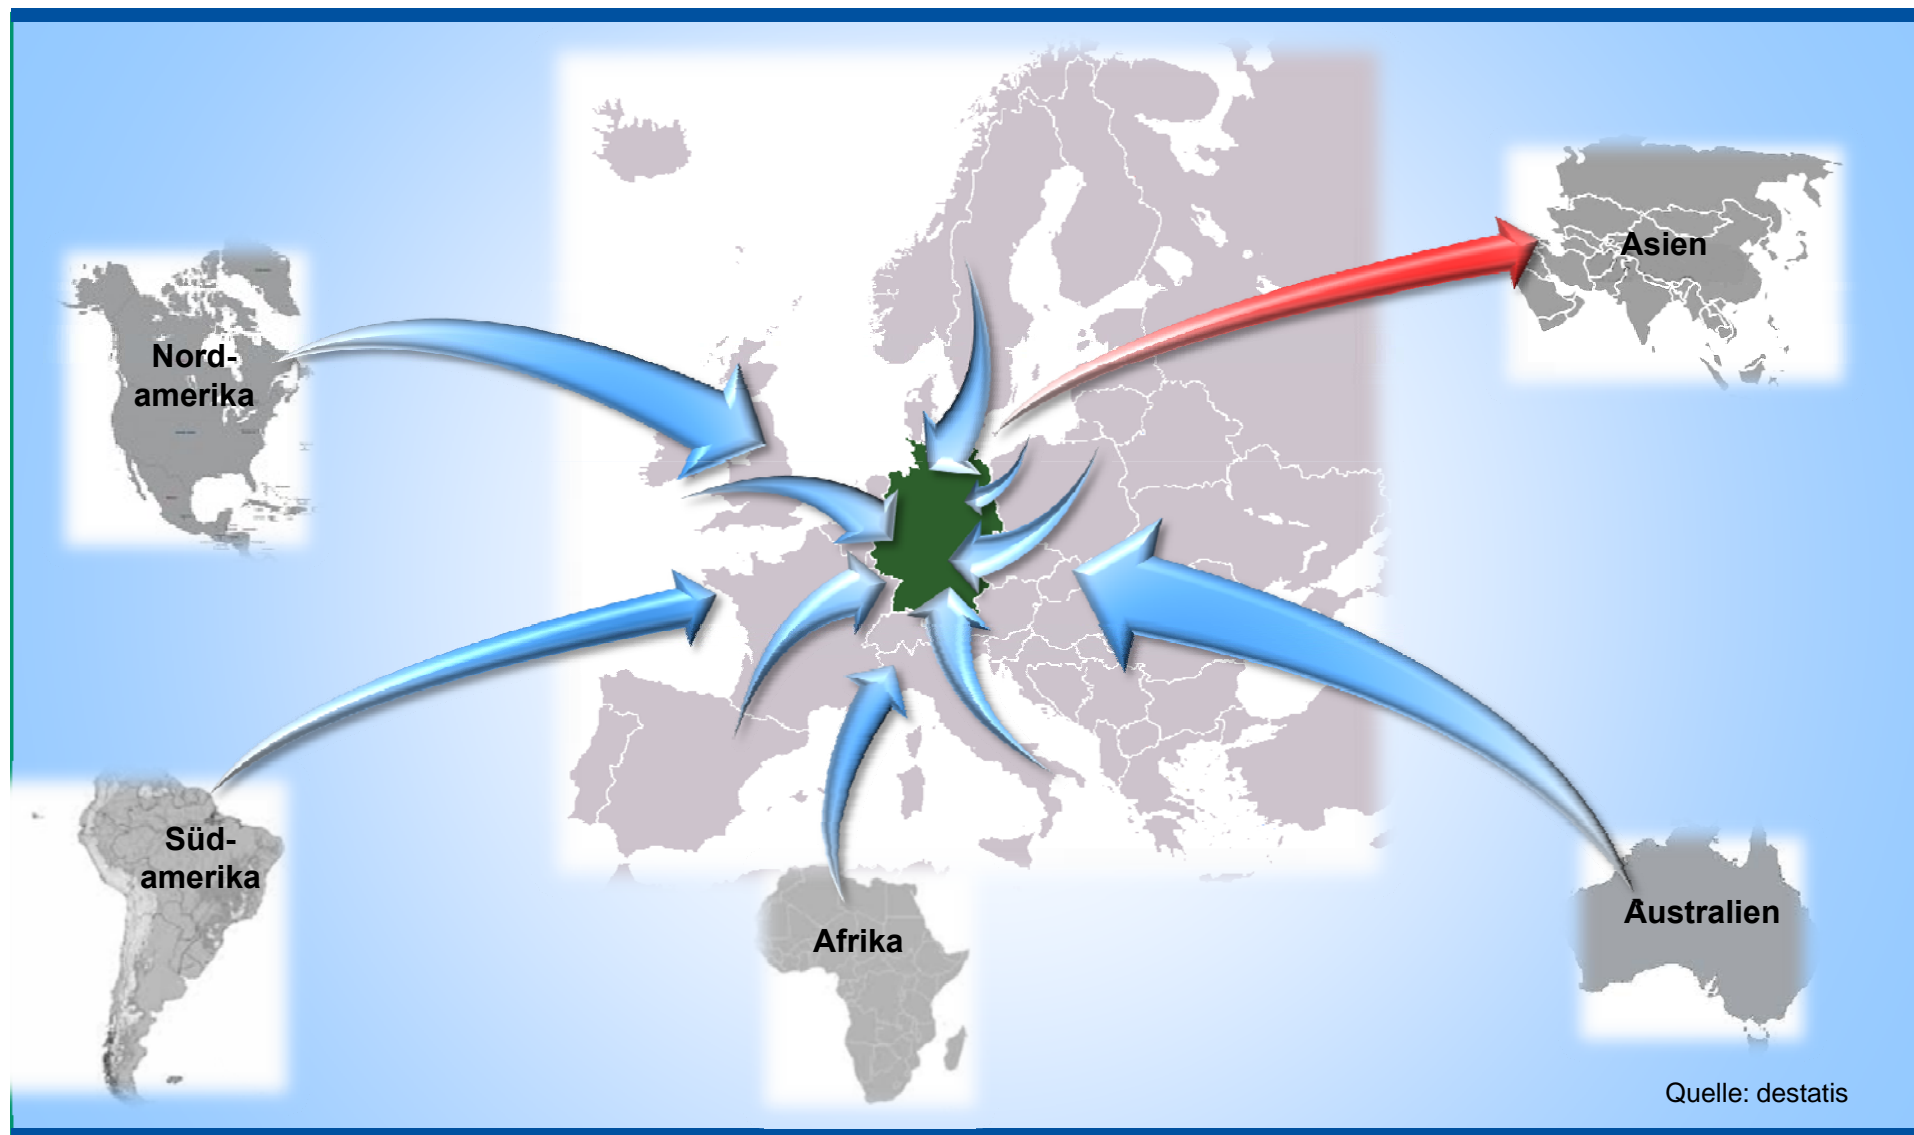 Asien
Nord-
amerika
Süd-
amerika
Afrika
Australien
Quelle: destatis